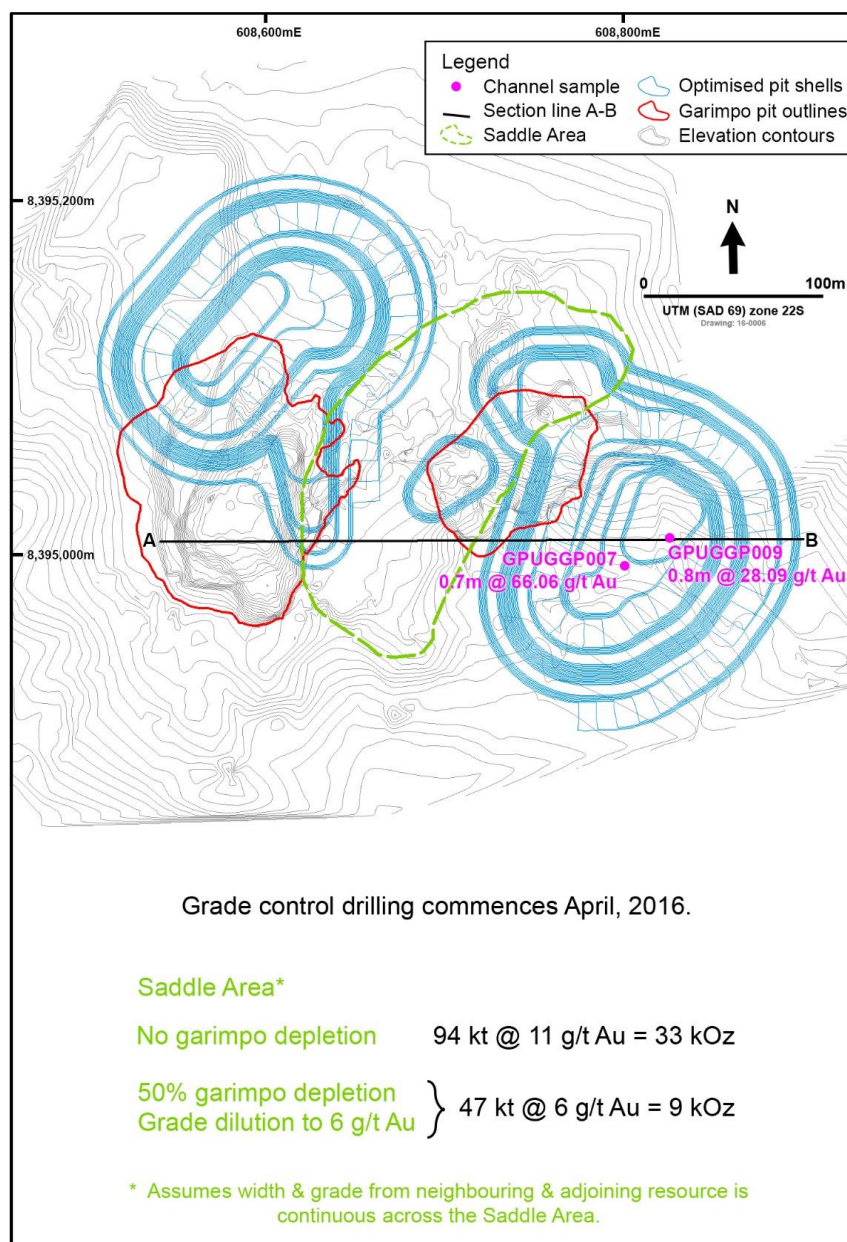 608,600mE
608,800mE
Legend
Channel sample
Section line A-B
Saddle Area
Optimised pit shells
Garimpo pit outlines
Elevation contours
8,395,200m
N
0
100m
UTM (SAD 69) zone 22S
Drawing: 16-0006
A
B
8,395,000m
GPUGGP007
0.7m @ 66.06 g/t Au
GPUGGP009
0.8m @ 28.09 g/t Au
Grade control drilling commences April, 2016.
Saddle Area*
No garimpo depletion 94 kt @ 11 g/t Au = 33 kOz
50% garimpo depletion
Grade dilution to 6 g/t Au } 47 kt @ 6 g/t Au = 9 kOz
* Assumes width & grade from neighbouring & adjoining resource is
continuous across the Saddle Area.